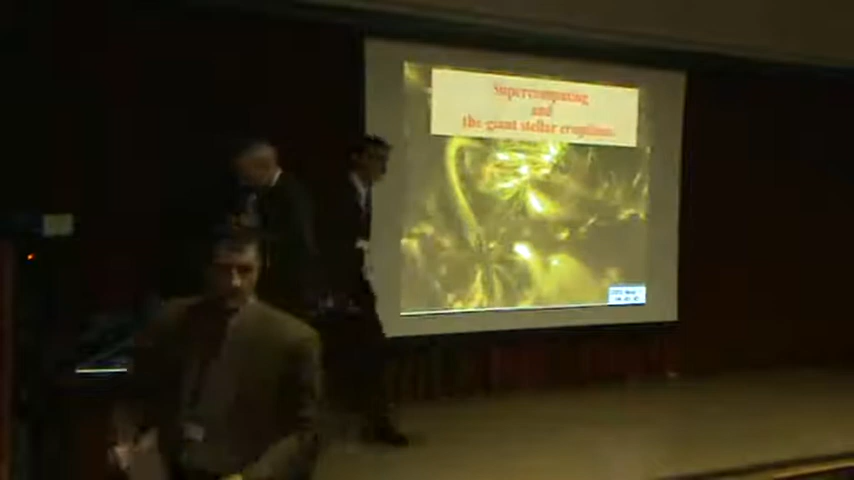 Supercomputing
and
the giant stellar eruptions